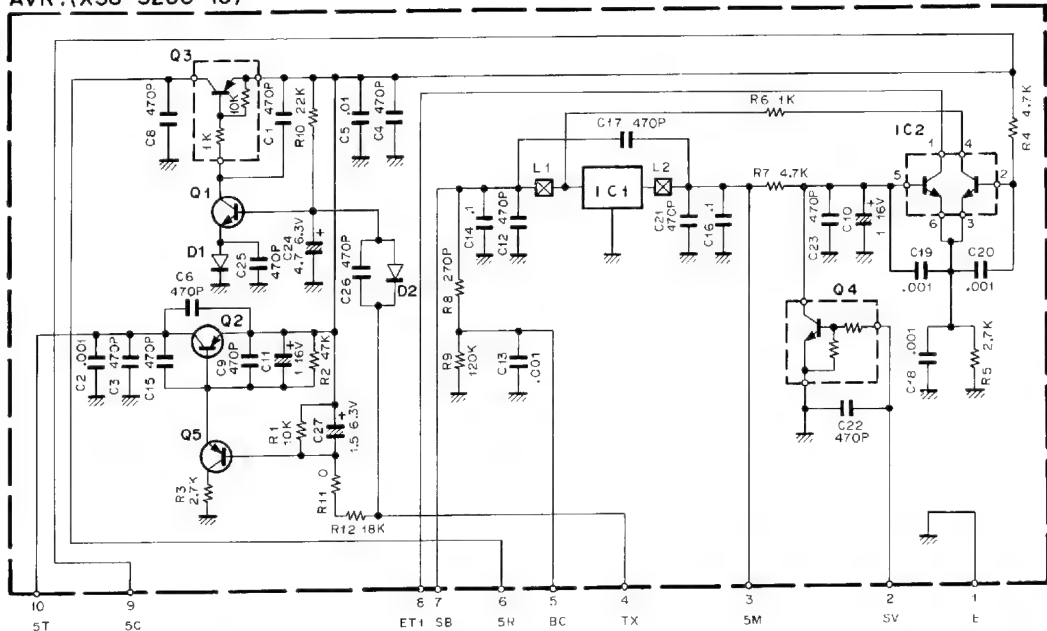 Q3
C8 470P
10K
1K
C1 470P
R10 22K
C5 .01
C4 470P
R6 1K
C17 470P
IC2
R4 4.7K
1
4
5
2
6
3
Q1
L1
IC1
L2
R7 4.7K
D1
C25 470P
C24 4.7 6.3V
+
C26 470P
D2
C14 .1
C12 470P
C21 470P
C16 .1
C23 470P
C10 1 16V
+
C19 .001
C20 .001
C6 470P
Q2
R8 270P
Q4
C2 .001
C3 470P
C15 470P
C9 470P
C11 1 16V
+
R2 47K
R9 120K
C13 .001
C18 .001
R5 2.7K
Q5
R1 10K
C27 1.5 6.3V
+
C22 470P
R3 2.7K
R11 0
R12 18K
10 9 8 7 6 5 4 3 2 1
5T 5C ET1 SB 5R BC TX 5M SV E